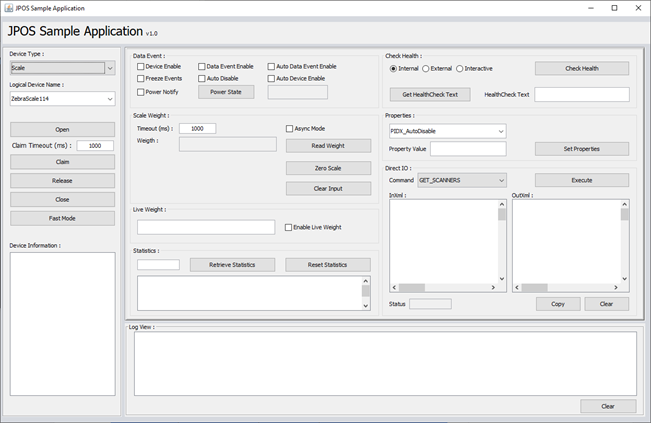 JPOS Sample Application
JPOS Sample Application v1.0
Device Type :
Scale
Logical Device Name :
ZebraScale114
Open
Claim Timeout (ms) : 1000
Claim
Release
Close
Fast Mode
Device Information :
Data Event :
Device Enable Data Event Enable Auto Data Event Enable
Freeze Events Auto Disable Auto Device Enable
Power Notify Power State
Scale Weight :
Timeout (ms) : 1000 Async Mode
Weigth : Read Weight
Zero Scale
Clear Input
Live Weight :
Enable Live Weight
Statistics :
Retrieve Statistics Reset Statistics
Check Health :
Internal External Interactive Check Health
Get HealthCheck Text HealthCheck Text
Properties :
PIDX_AutoDisable
Property Value Set Properties
Direct IO :
Command GET_SCANNERS Execute
InXml : OutXml :
Status Copy Clear
Log View :
Clear